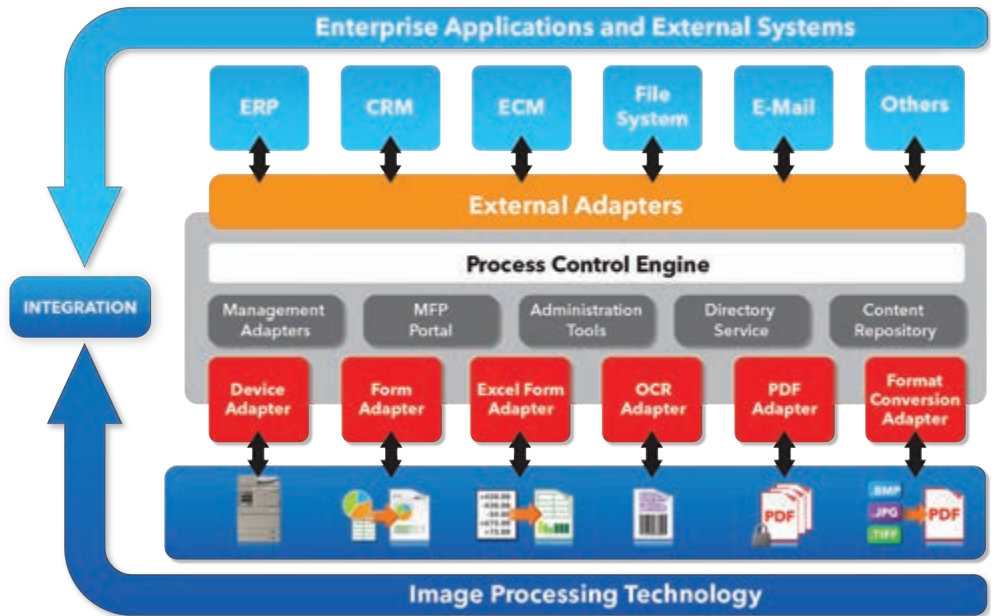 Enterprise Applications and External Systems
ERP
CRM
ECM
File
System
E-Mail
Others
External Adapters
Process Control Engine
INTEGRATION
Management
Adapters
MFP
Portal
Administration
Tools
Directory
Service
Content
Repository
Device
Adapter
Form
Adapter
Excel Form
Adapter
OCR
Adapter
PDF
Adapter
Format
Conversion
Adapter
PDF
.BMP
.JPG
.TIFF
PDF
Image Processing Technology